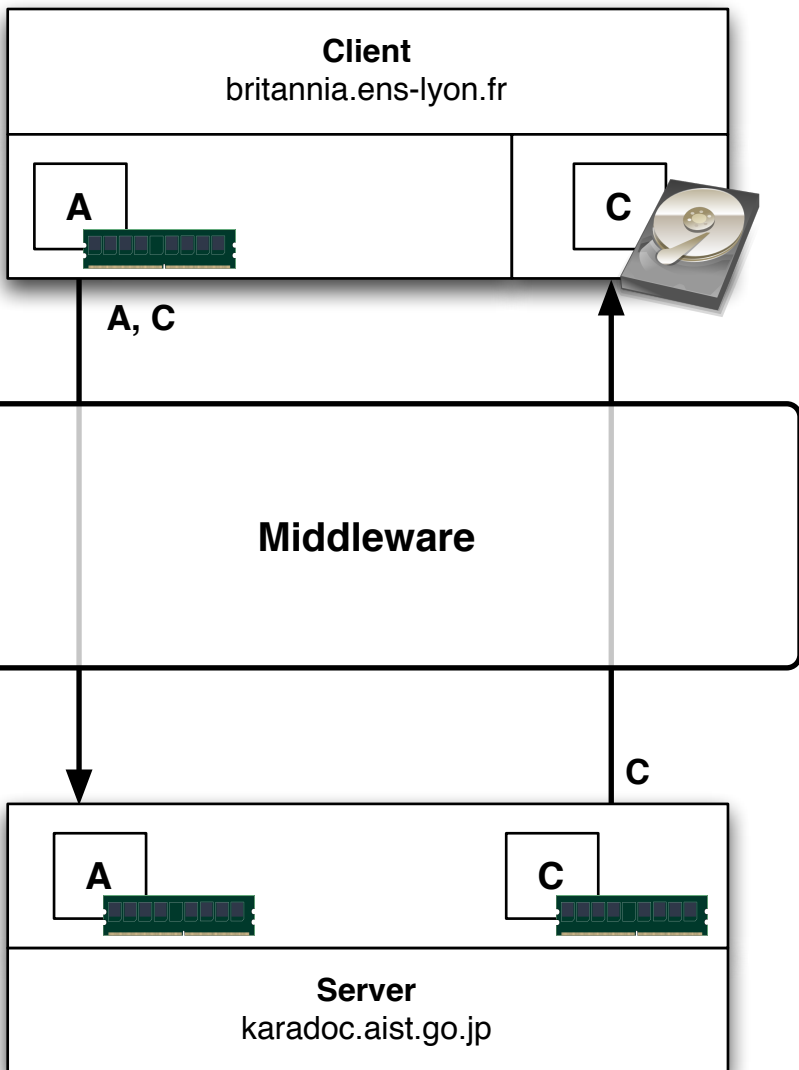 Client
britannia.ens-lyon.fr
A
C
A, C
Middleware
C
A
C
Server
karadoc.aist.go.jp